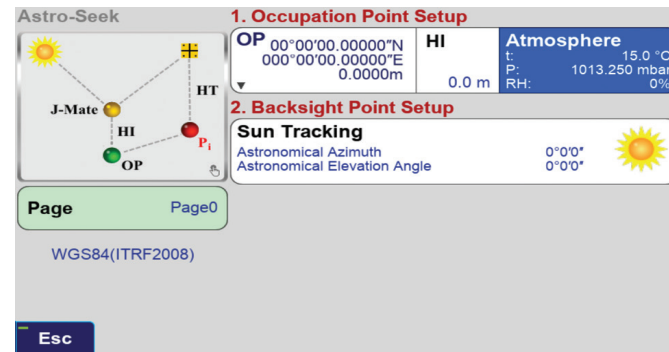 Astro-Seek
J-Mate
HI
OP
HT
Pi
Page Page0
WGS84(ITRF2008)
Esc
1. Occupation Point Setup
OP 00°00'00.00000"N
000°00'00.00000"E
0.0000m
HI
0.0 m
Atmosphere
t: 15.0 °C
P: 1013.250 mbar
RH: 0%
2. Backsight Point Setup
Sun Tracking
Astronomical Azimuth 0°0'0"
Astronomical Elevation Angle 0°0'0"